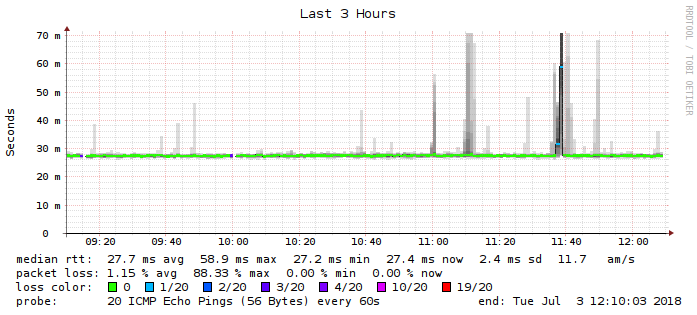 Last 3 Hours
RRDTOOL / TOBI OETIKER
Seconds
70 m
60 m
50 m
40 m
30 m
20 m
10 m
0
09:20 09:40 10:00 10:20 10:40 11:00 11:20 11:40 12:00
median rtt: 27.7 ms avg 58.9 ms max 27.2 ms min 27.4 ms now 2.4 ms sd 11.7 am/s
packet loss: 1.15 % avg 88.33 % max 0.00 % min 0.00 % now
loss color: 0 1/20 2/20 3/20 4/20 10/20 19/20
probe: 20 ICMP Echo Pings (56 Bytes) every 60s end: Tue Jul 3 12:10:03 2018